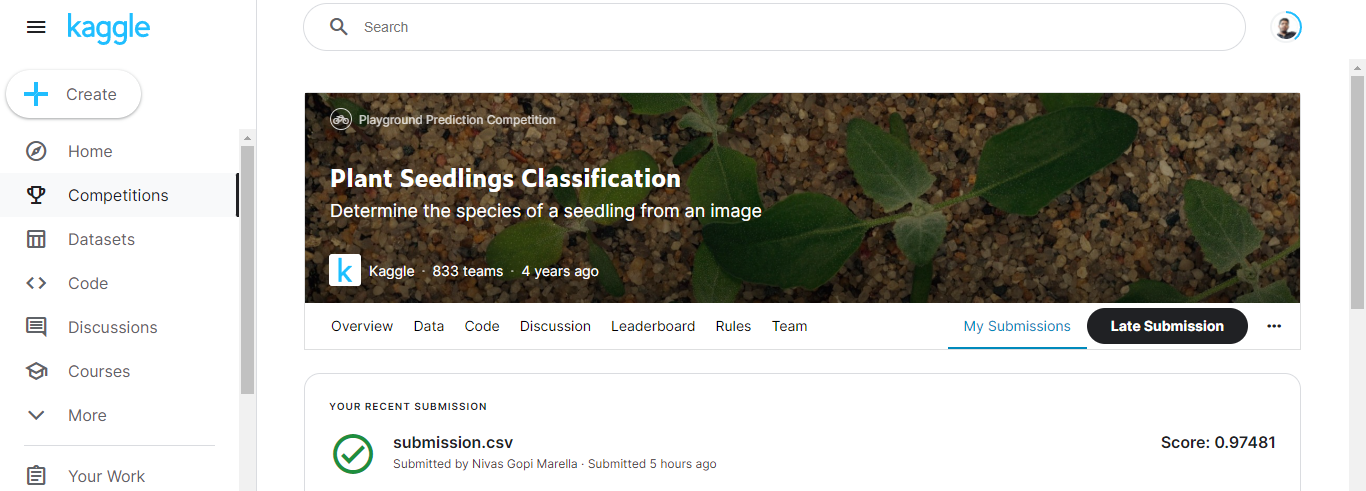 kaggle
Search
Create
Home
Competitions
Datasets
Code
Discussions
Courses
More
Your Work
Playground Prediction Competition
Plant Seedlings Classification
Determine the species of a seedling from an image
k Kaggle · 833 teams · 4 years ago
Overview Data Code Discussion Leaderboard Rules Team My Submissions Late Submission
YOUR RECENT SUBMISSION
submission.csv Score: 0.97481
Submitted by Nivas Gopi Marella · Submitted 5 hours ago